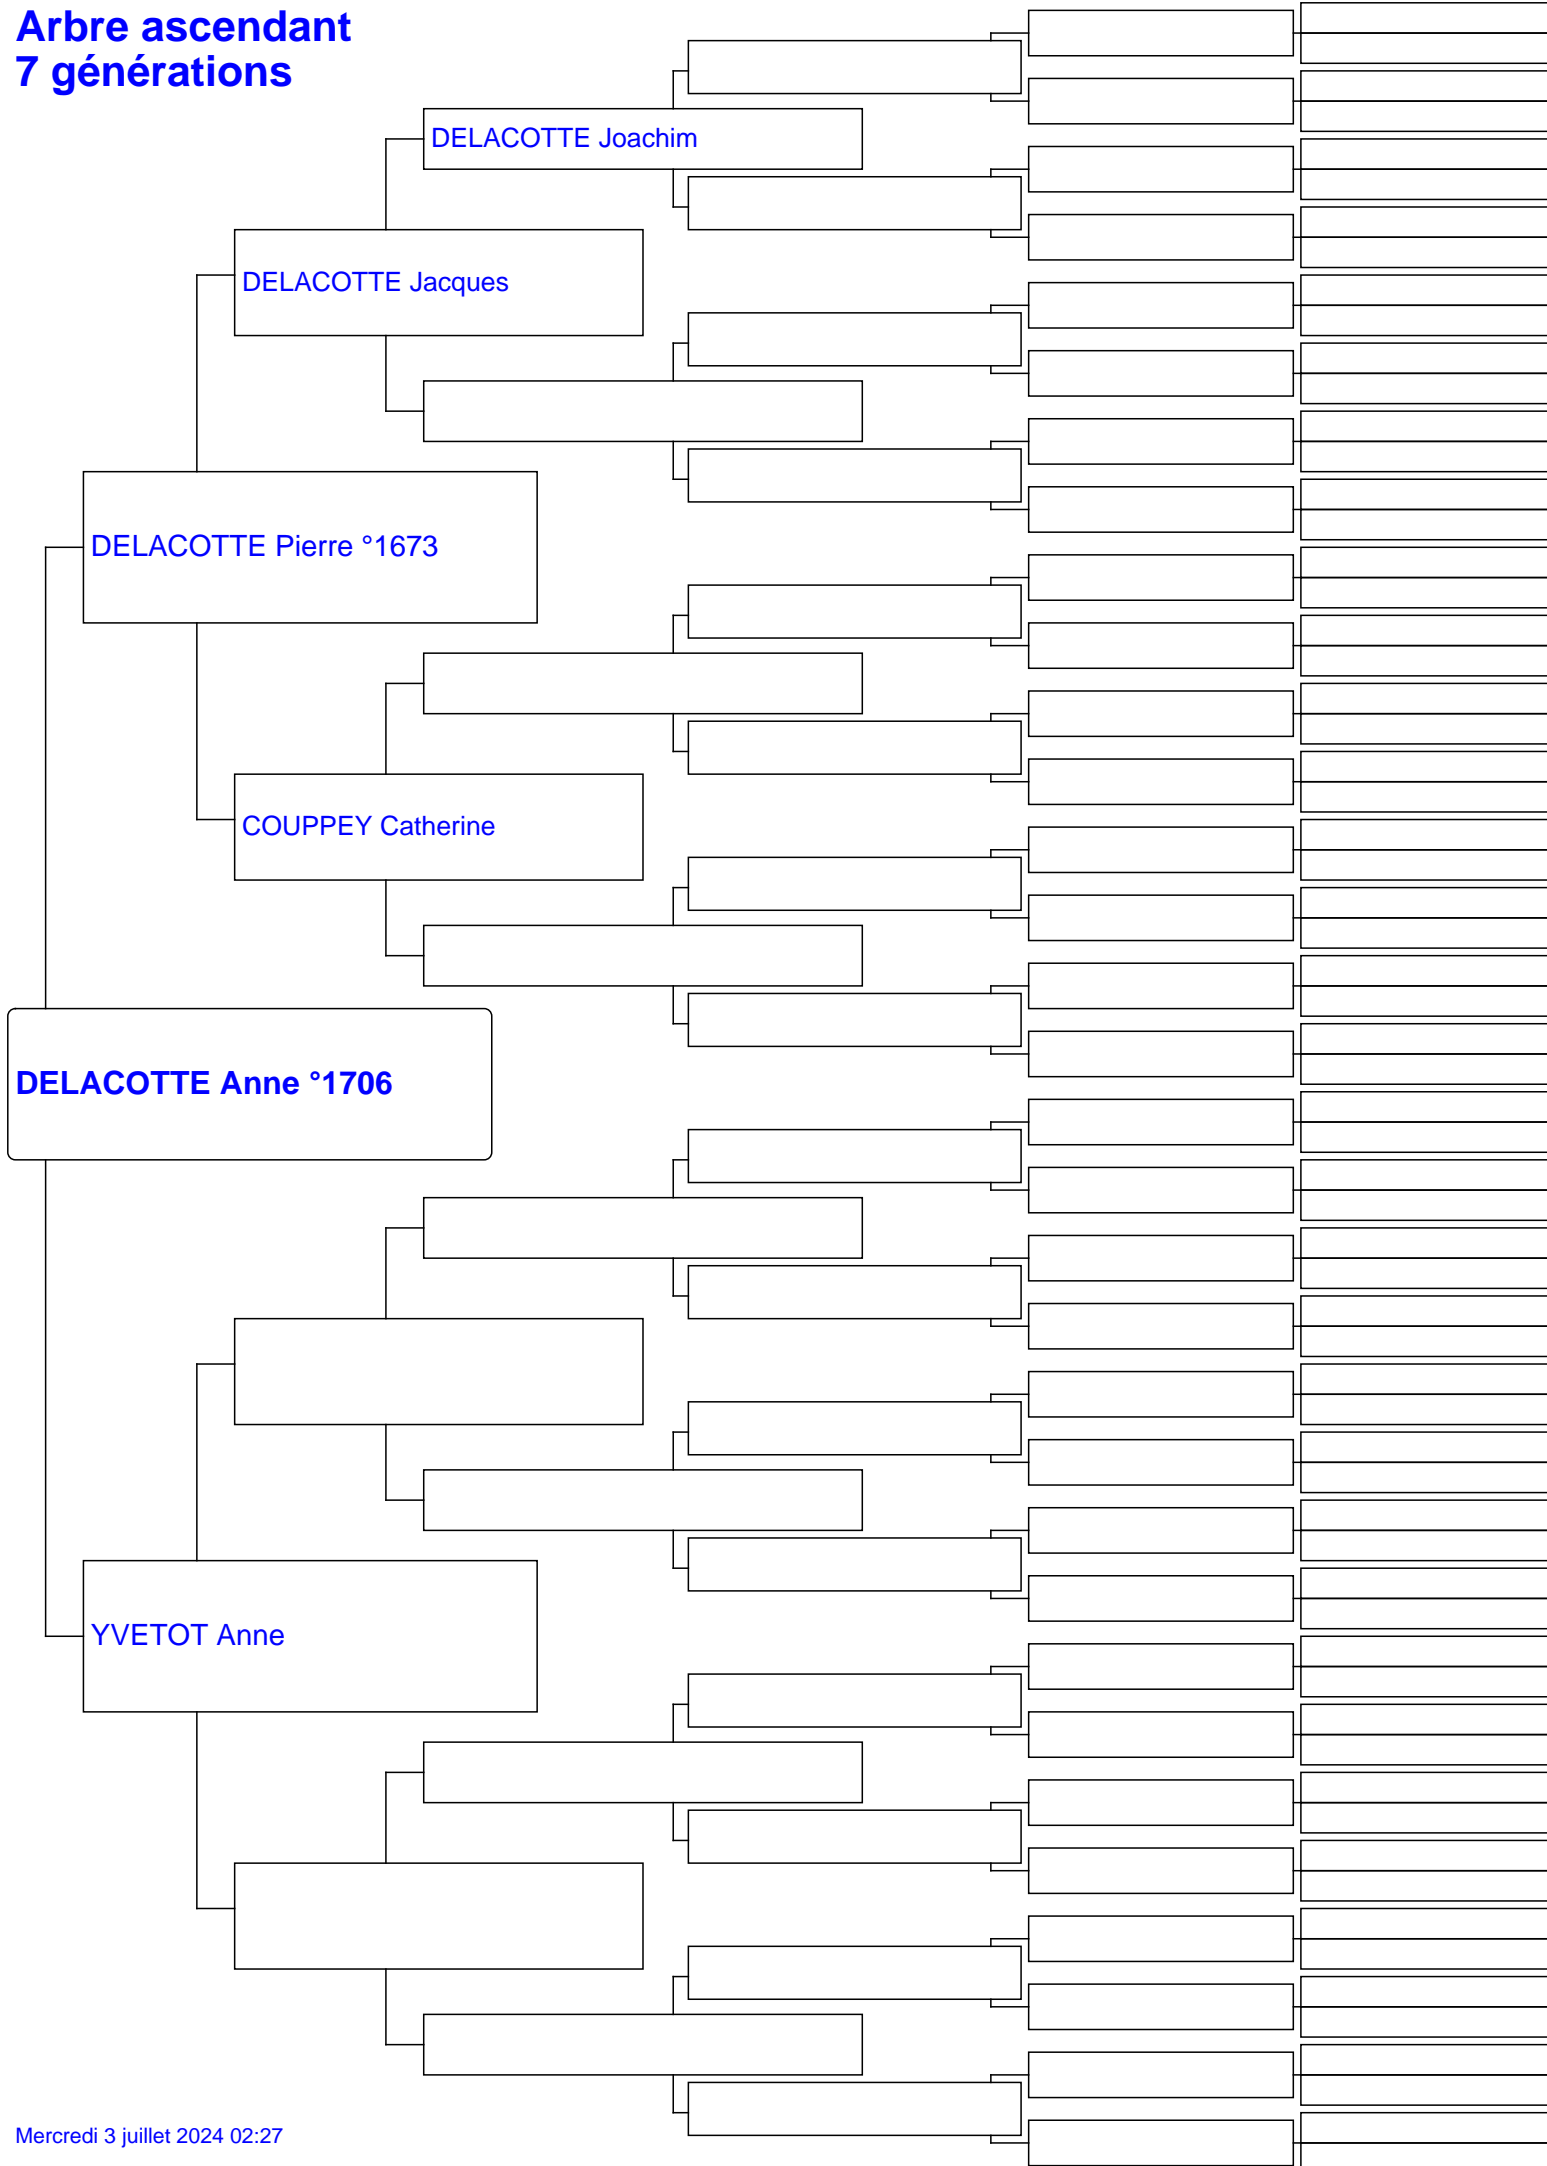 Arbre ascendant
7 générations
DELACOTTE Joachim
DELACOTTE Jacques
DELACOTTE Pierre °1673
COUPPEY Catherine
DELACOTTE Anne °1706
YVETOT Anne
Mercredi 3 juillet 2024 02:27